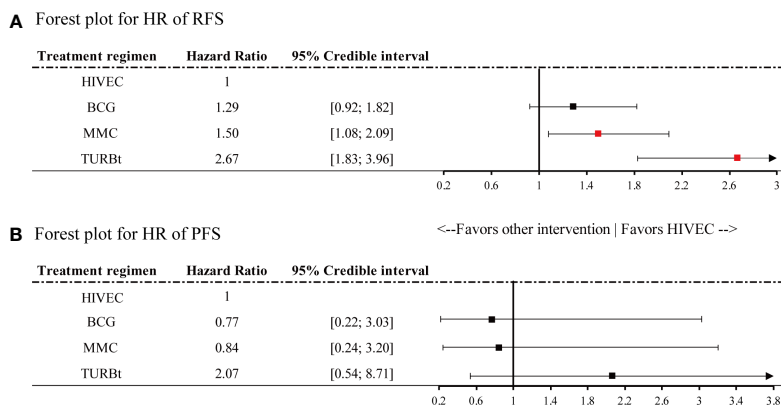 A Forest plot for HR of RFS
Treatment regimen Hazard Ratio 95% Credible interval
HIVEC 1
BCG 1.29 [0.92; 1.82]
MMC 1.50 [1.08; 2.09]
TURBt 2.67 [1.83; 3.96]
0.2 0.6 1 1.4 1.8 2.2 2.6 3
<--Favors other intervention | Favors HIVEC -->
B Forest plot for HR of PFS
Treatment regimen Hazard Ratio 95% Credible interval
HIVEC 1
BCG 0.77 [0.22; 3.03]
MMC 0.84 [0.24; 3.20]
TURBt 2.07 [0.54; 8.71]
0.2 0.6 1 1.4 1.8 2.2 2.6 3 3.4 3.8